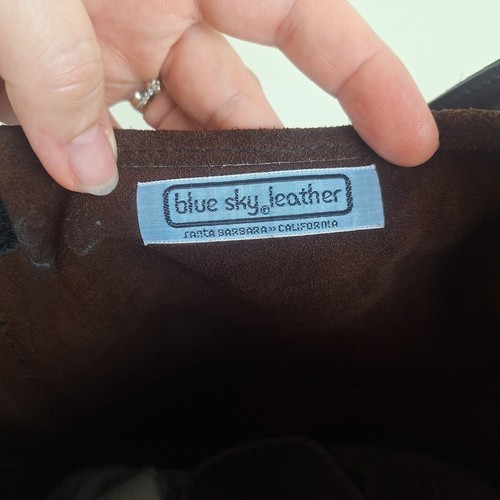 blue sky © leather
SANTA BARBARA » CALIFORNIA